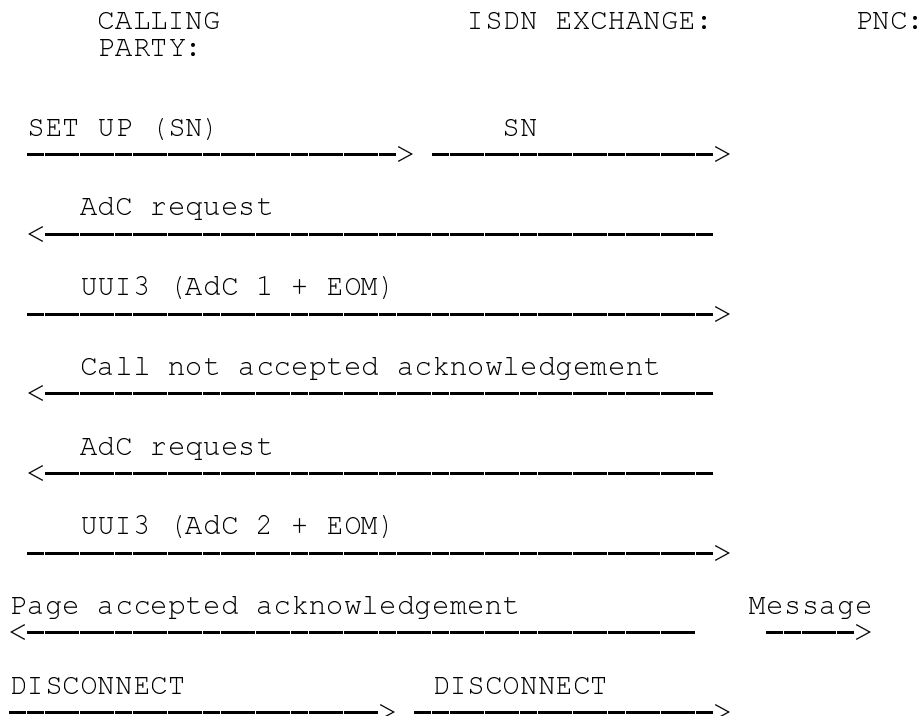 CALLING PARTY: ISDN EXCHANGE: PNC:
SET UP (SN) SN
AdC request
UUI3 (AdC 1 + EOM)
Call not accepted acknowledgement
AdC request
UUI3 (AdC 2 + EOM)
Page accepted acknowledgement Message
DISCONNECT DISCONNECT